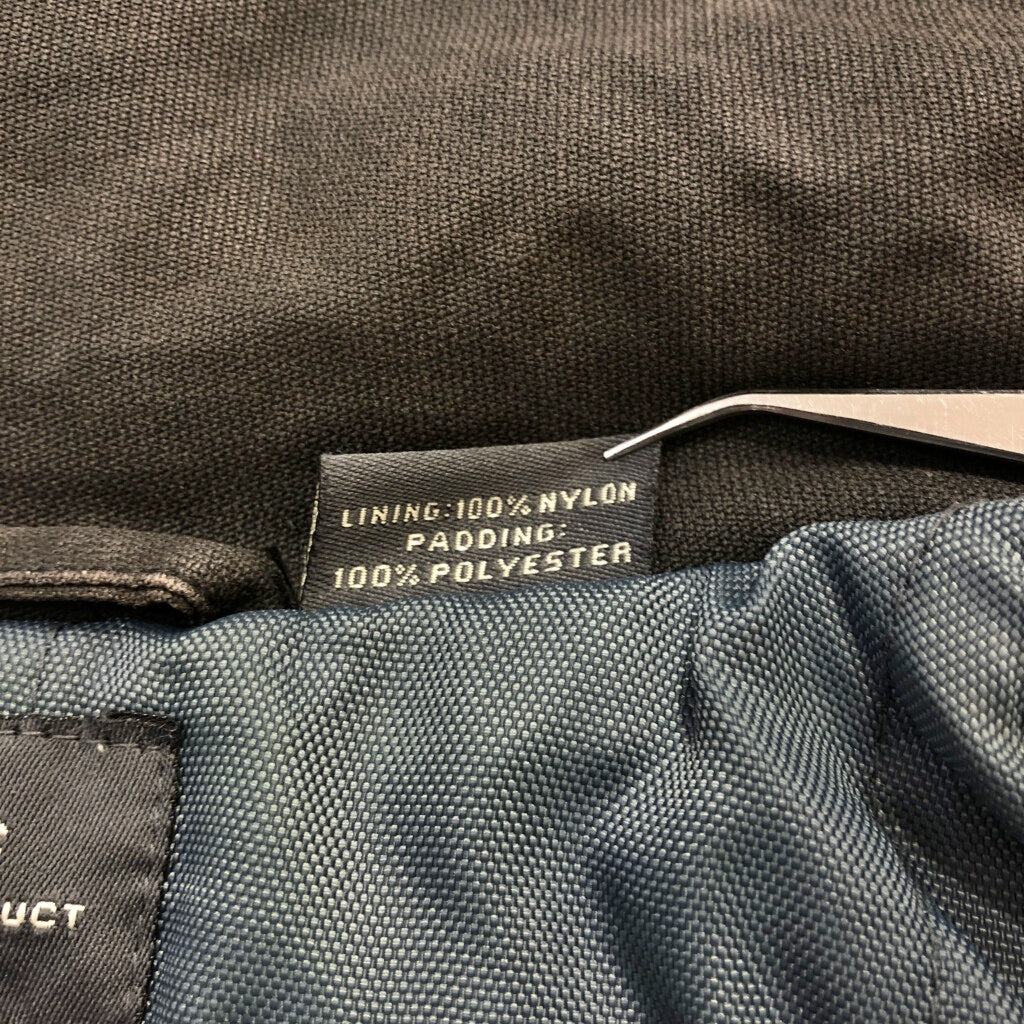 LINING:100% NYLON
PADDING:
100% POLYESTER
UCT